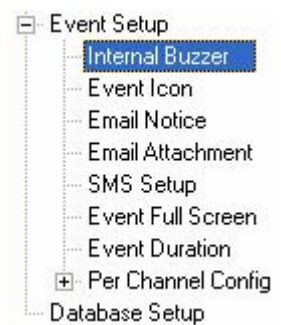 Event Setup
Internal Buzzer
Event Icon
Email Notice
Email Attachment
SMS Setup
Event Full Screen
Event Duration
Per Channel Config
Database Setup